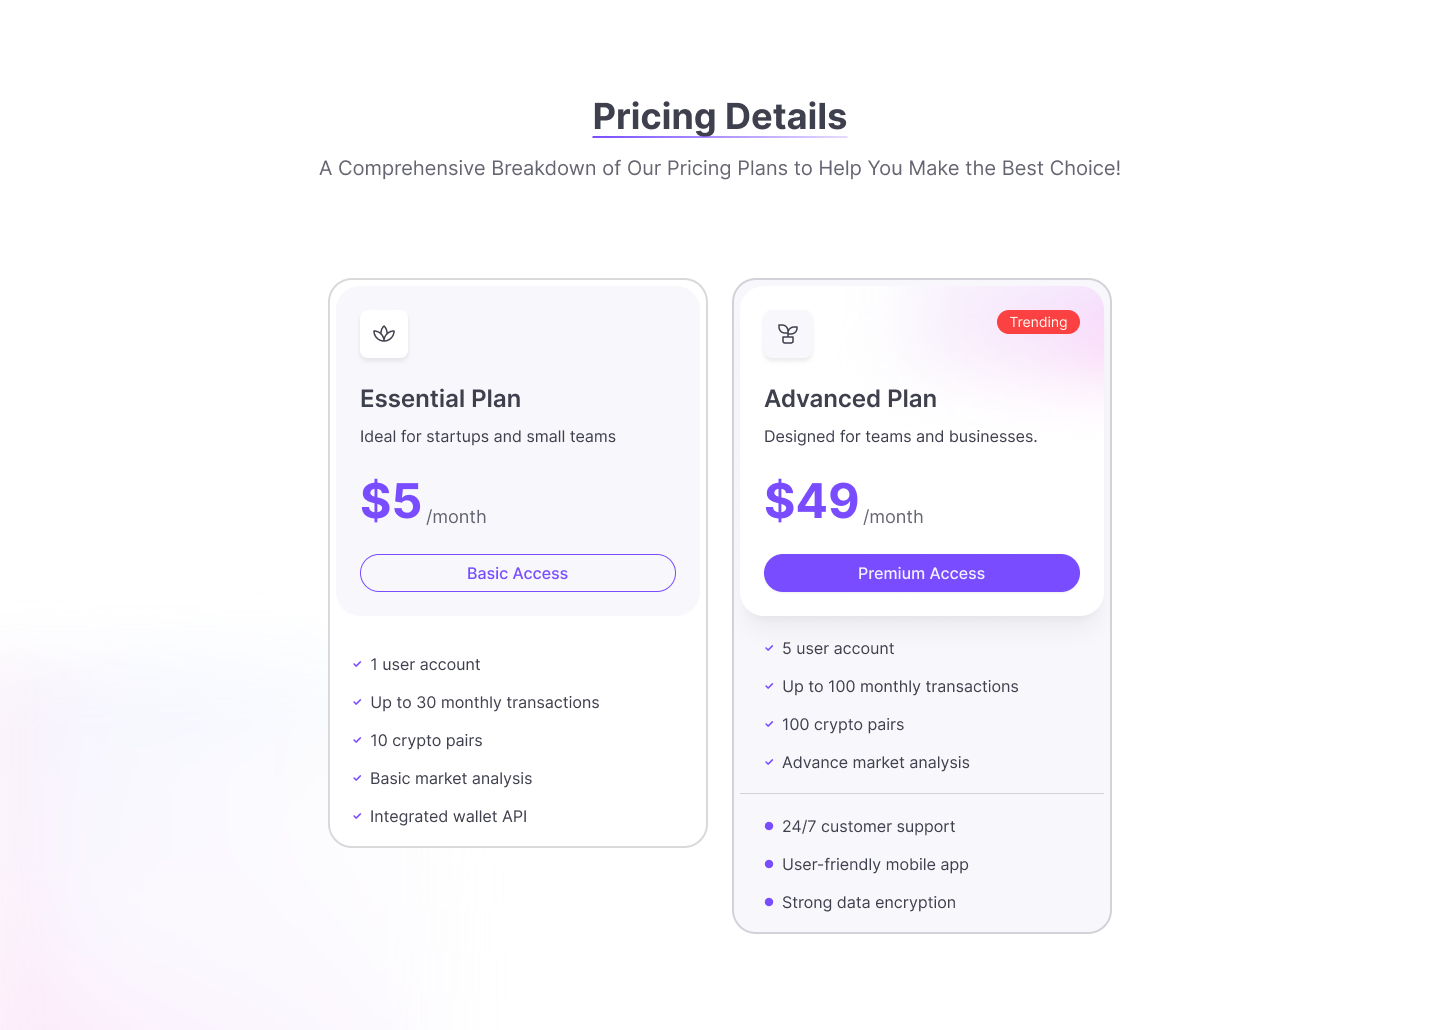 Pricing Details
A Comprehensive Breakdown of Our Pricing Plans to Help You Make the Best Choice!
Essential Plan
Ideal for startups and small teams
$5 /month
Basic Access
1 user account
Up to 30 monthly transactions
10 crypto pairs
Basic market analysis
Integrated wallet API
Trending
Advanced Plan
Designed for teams and businesses.
$49 /month
Premium Access
5 user account
Up to 100 monthly transactions
100 crypto pairs
Advance market analysis
24/7 customer support
User-friendly mobile app
Strong data encryption